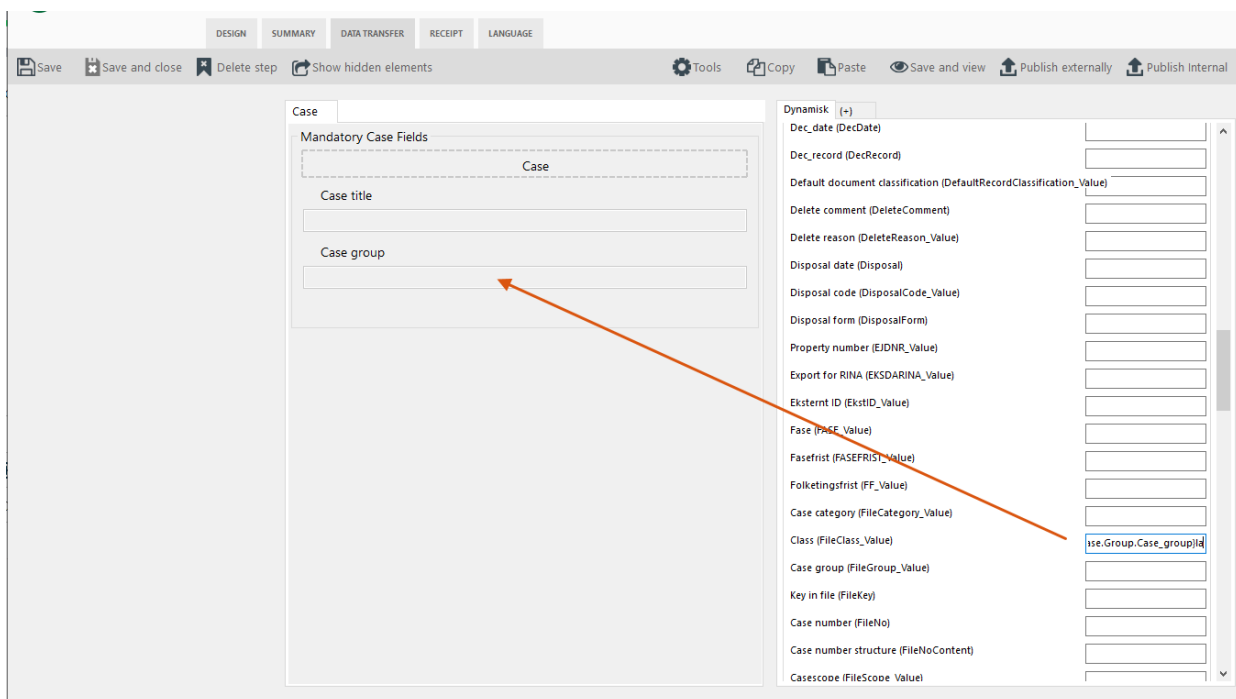 DESIGN SUMMARY DATA TRANSFER RECEIPT LANGUAGE
Save Save and close Delete step Show hidden elements Tools Copy Paste Save and view Publish externally Publish Internal
Case
Mandatory Case Fields
Case
Case title
Case group
Dynamisk (+)
Dec_date (DecDate)
Dec_record (DecRecord)
Default document classification (DefaultRecordClassification_Value)
Delete comment (DeleteComment)
Delete reason (DeleteReason_Value)
Disposal date (Disposal)
Disposal code (DisposalCode_Value)
Disposal form (DisposalForm)
Property number (EJDNR_Value)
Export for RINA (EKSDARINA_Value)
Eksternt ID (EkstID_Value)
Fase (FASE_Value)
Fasefrist (FASEFRIST_Value)
Folketingsfrist (FF_Value)
Case category (FileCategory_Value)
Class (FileClass_Value) ase.Group.Case_group}la
Case group (FileGroup_Value)
Key in file (FileKey)
Case number (FileNo)
Case number structure (FileNoContent)
Casescope (FileScope_Value)